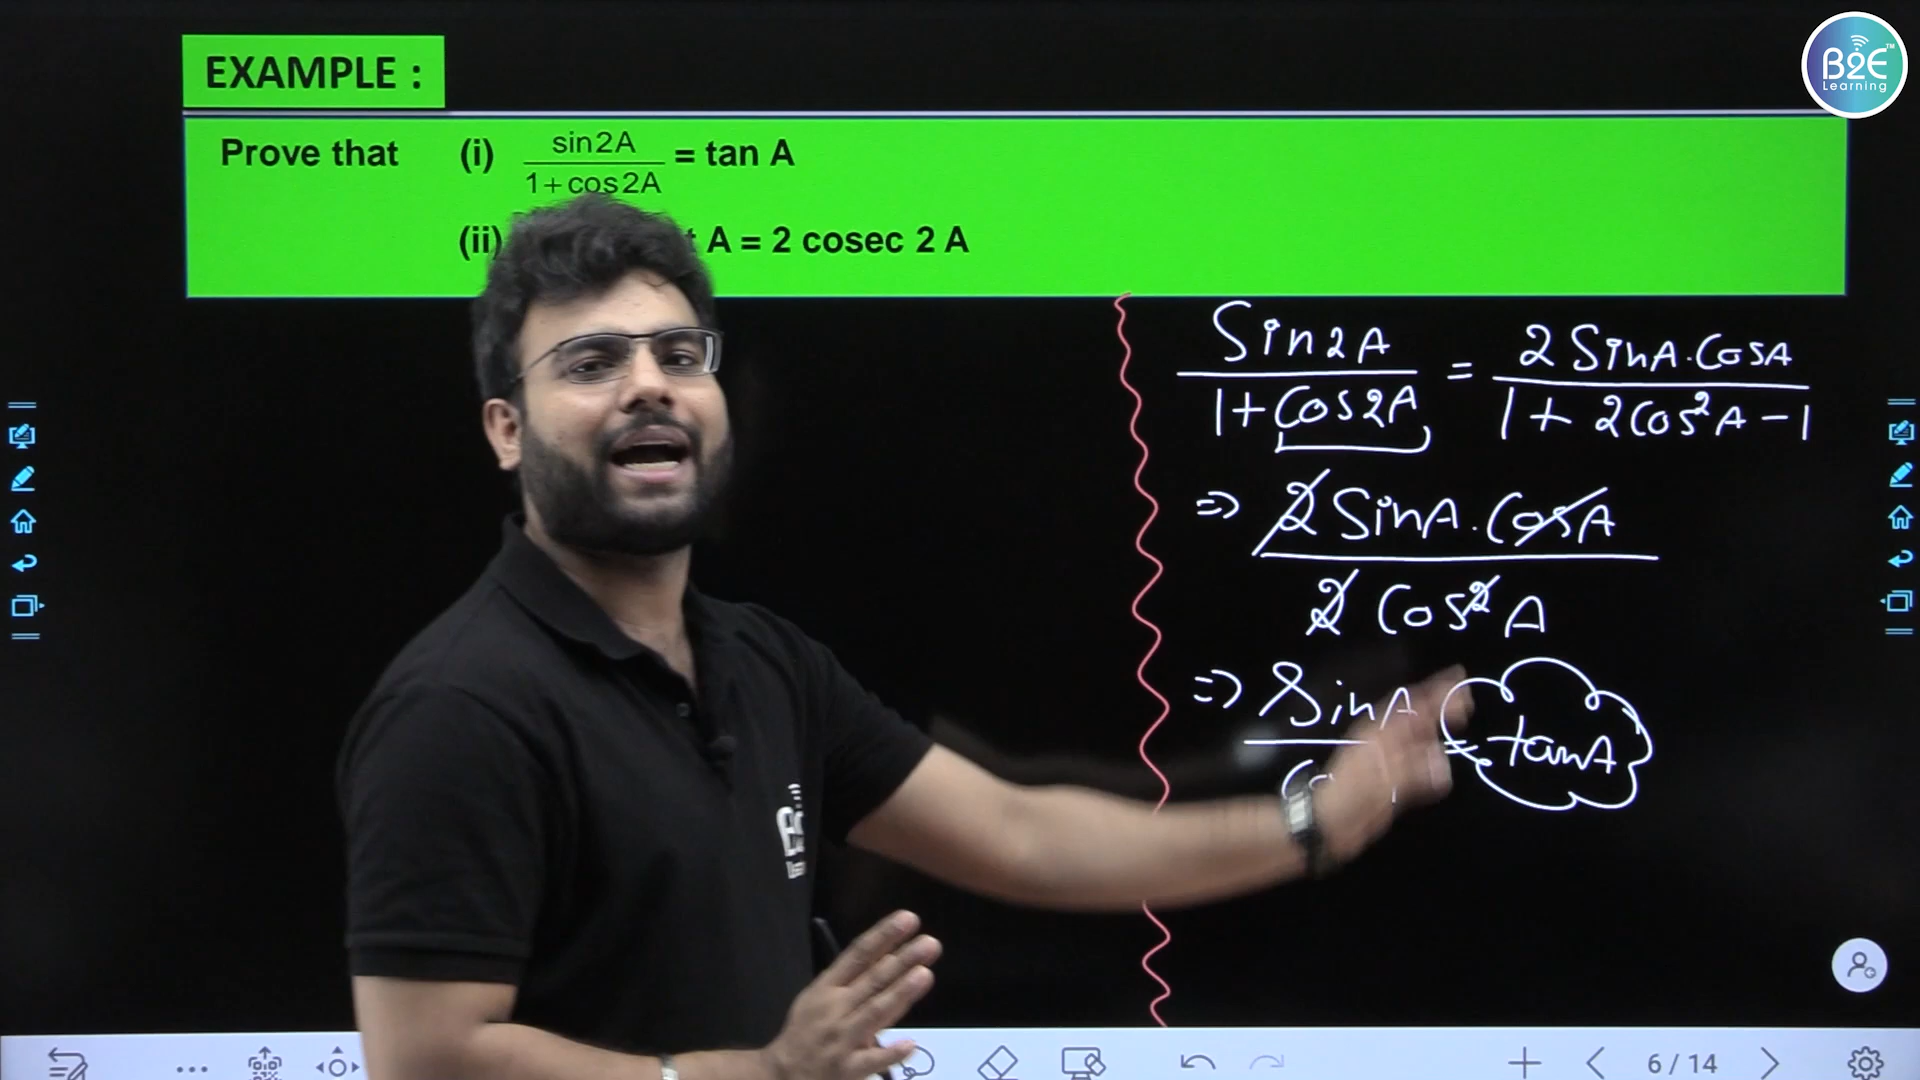 EXAMPLE :
B2E
TM
Learning
Prove that (i) sin2A
1+cos2A
= tan A
(ii) A = 2 cosec 2 A
Sin2A
1+Cos2A
= 2SinA.CosA
1 + 2Cos²A-1
=> 2SinA.CosA
2Cos²A
=> SinA
= tanA
6 / 14